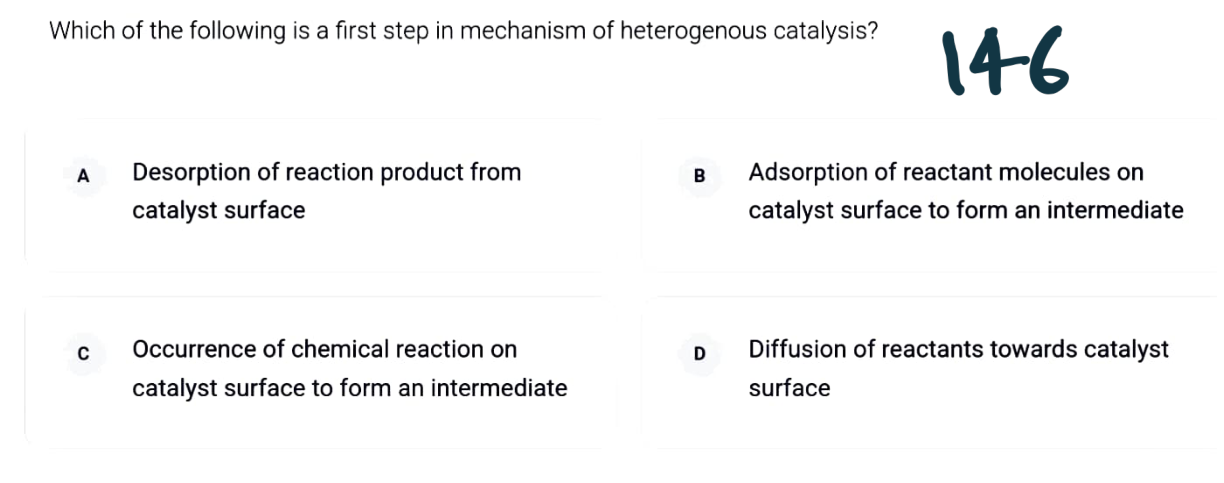 Which of the following is a first step in mechanism of heterogenous catalysis?
146
A
Desorption of reaction product from
catalyst surface
B
Adsorption of reactant molecules on
catalyst surface to form an intermediate
C
Occurrence of chemical reaction on
catalyst surface to form an intermediate
D
Diffusion of reactants towards catalyst
surface